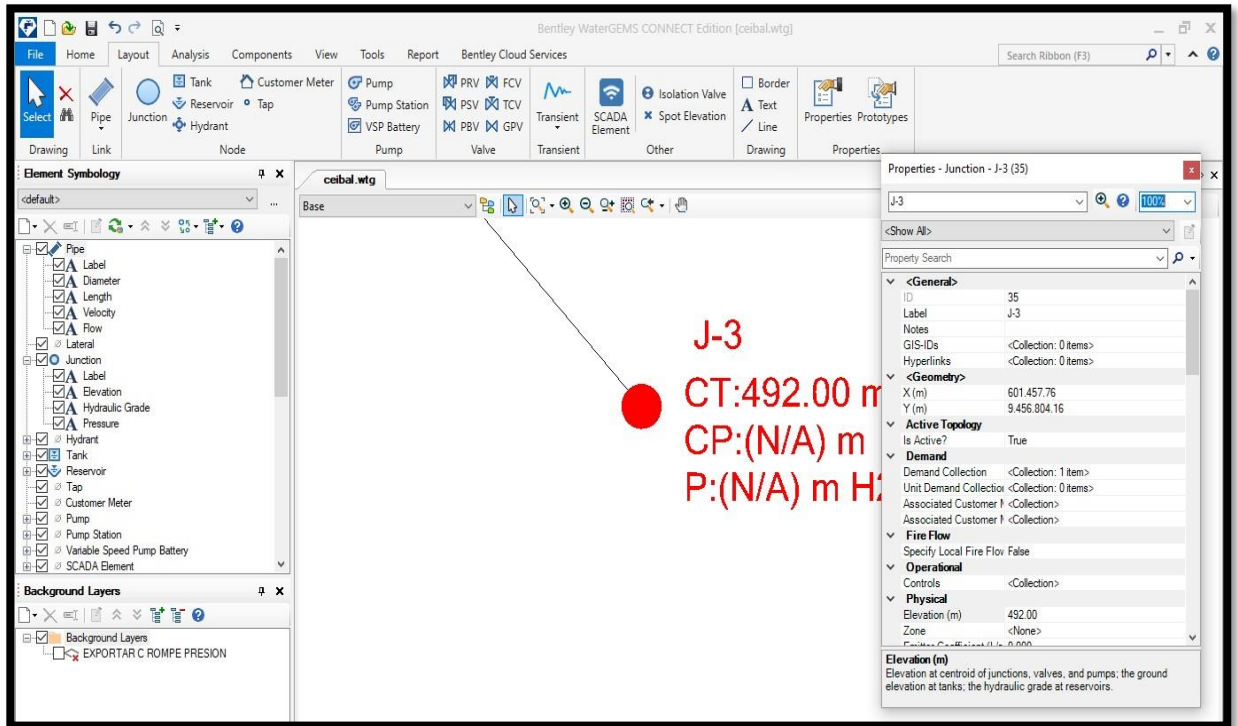 Bentley WaterGEMS CONNECT Edition [ceibal.wtg]
File Home Layout Analysis Components View Tools Report Bentley Cloud Services Search Ribbon (F3)
Select Pipe Junction Tank Customer Meter Pump PRV FCV Transient SCADA Element Isolation Valve Border Properties Prototypes
Reservoir Tap Pump Station PSV TCV Spot Elevation Text
Hydrant VSP Battery PBV GPV Line
Drawing Link Node Pump Valve Transient Other Drawing Properties
Element Symbology
<default> ...
Pipe
Label
Diameter
Length
Velocity
Flow
Lateral
Junction
Label
Elevation
Hydraulic Grade
Pressure
Hydrant
Tank
Reservoir
Tap
Customer Meter
Pump
Pump Station
Variable Speed Pump Battery
SCADA Element
Background Layers
Background Layers
EXPORTAR C ROMPE PRESION
ceibal.wtg
Base
J-3
CT:492.00 m
CP:(N/A) m
P:(N/A) m H2
Properties - Junction - J-3 (35)
J-3 100%
<Show All>
Property Search
<General>
ID 35
Label J-3
Notes
GIS-IDs <Collection: 0 items>
Hyperlinks <Collection: 0 items>
<Geometry>
X (m) 601.457.76
Y (m) 9.456.804.16
Active Topology
Is Active? True
Demand
Demand Collection <Collection: 1 item>
Unit Demand Collection <Collection: 0 items>
Associated Customer M <Collection>
Associated Customer M <Collection>
Fire Flow
Specify Local Fire Flow False
Operational
Controls <Collection>
Physical
Elevation (m) 492.00
Zone <None>
Elevation (m)
Elevation at centroid of junctions, valves, and pumps; the ground
elevation at tanks; the hydraulic grade at reservoirs.